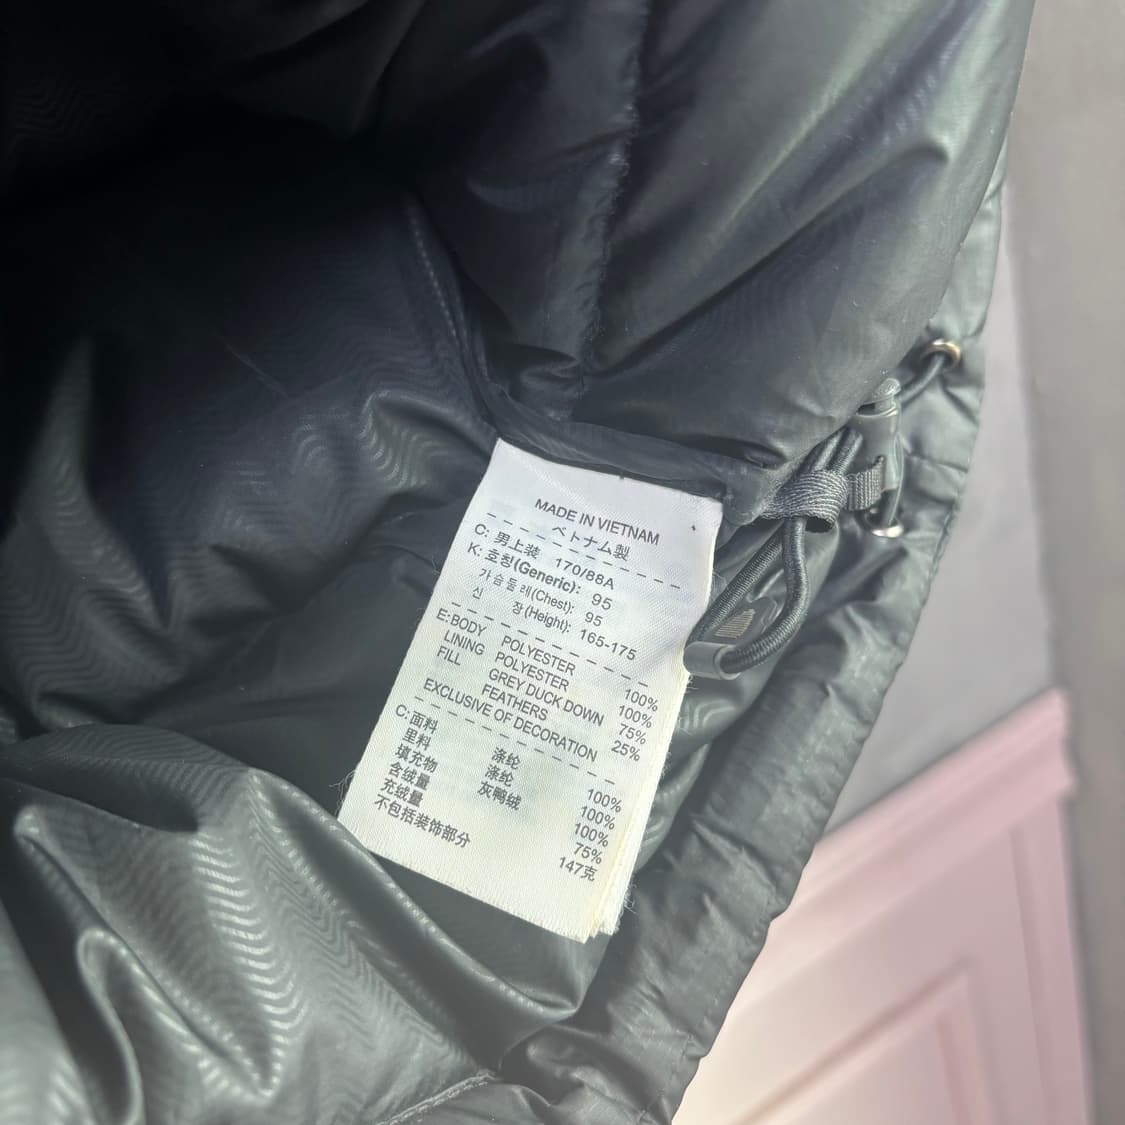 MADE IN VIETNAM
ベトナム製
C: 男上装 170/88A
K: 호칭(Generic): 95
가슴둘레(Chest): 95
신 장(Height): 165-175
E:BODY POLYESTER 100%
LINING POLYESTER 100%
FILL GREY DUCK DOWN 75%
FEATHERS 25%
EXCLUSIVE OF DECORATION
C:面料 涤纶 100%
里料 涤纶 100%
填充物 灰鸭绒 100%
含绒量 75%
充绒量 147克
不包括装饰部分